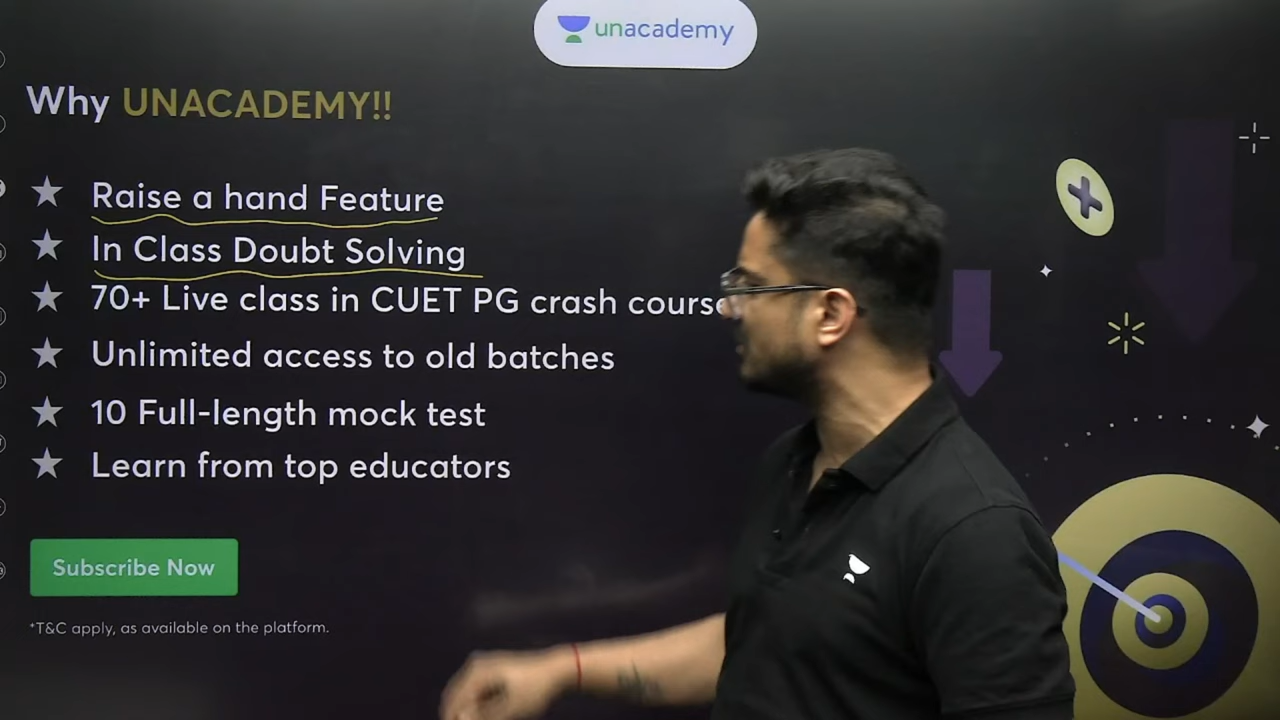 unacademy
Why UNACADEMY!!
Raise a hand Feature
In Class Doubt Solving
70+ Live class in CUET PG crash course
Unlimited access to old batches
10 Full-length mock test
Learn from top educators
Subscribe Now
*T&C apply, as available on the platform.